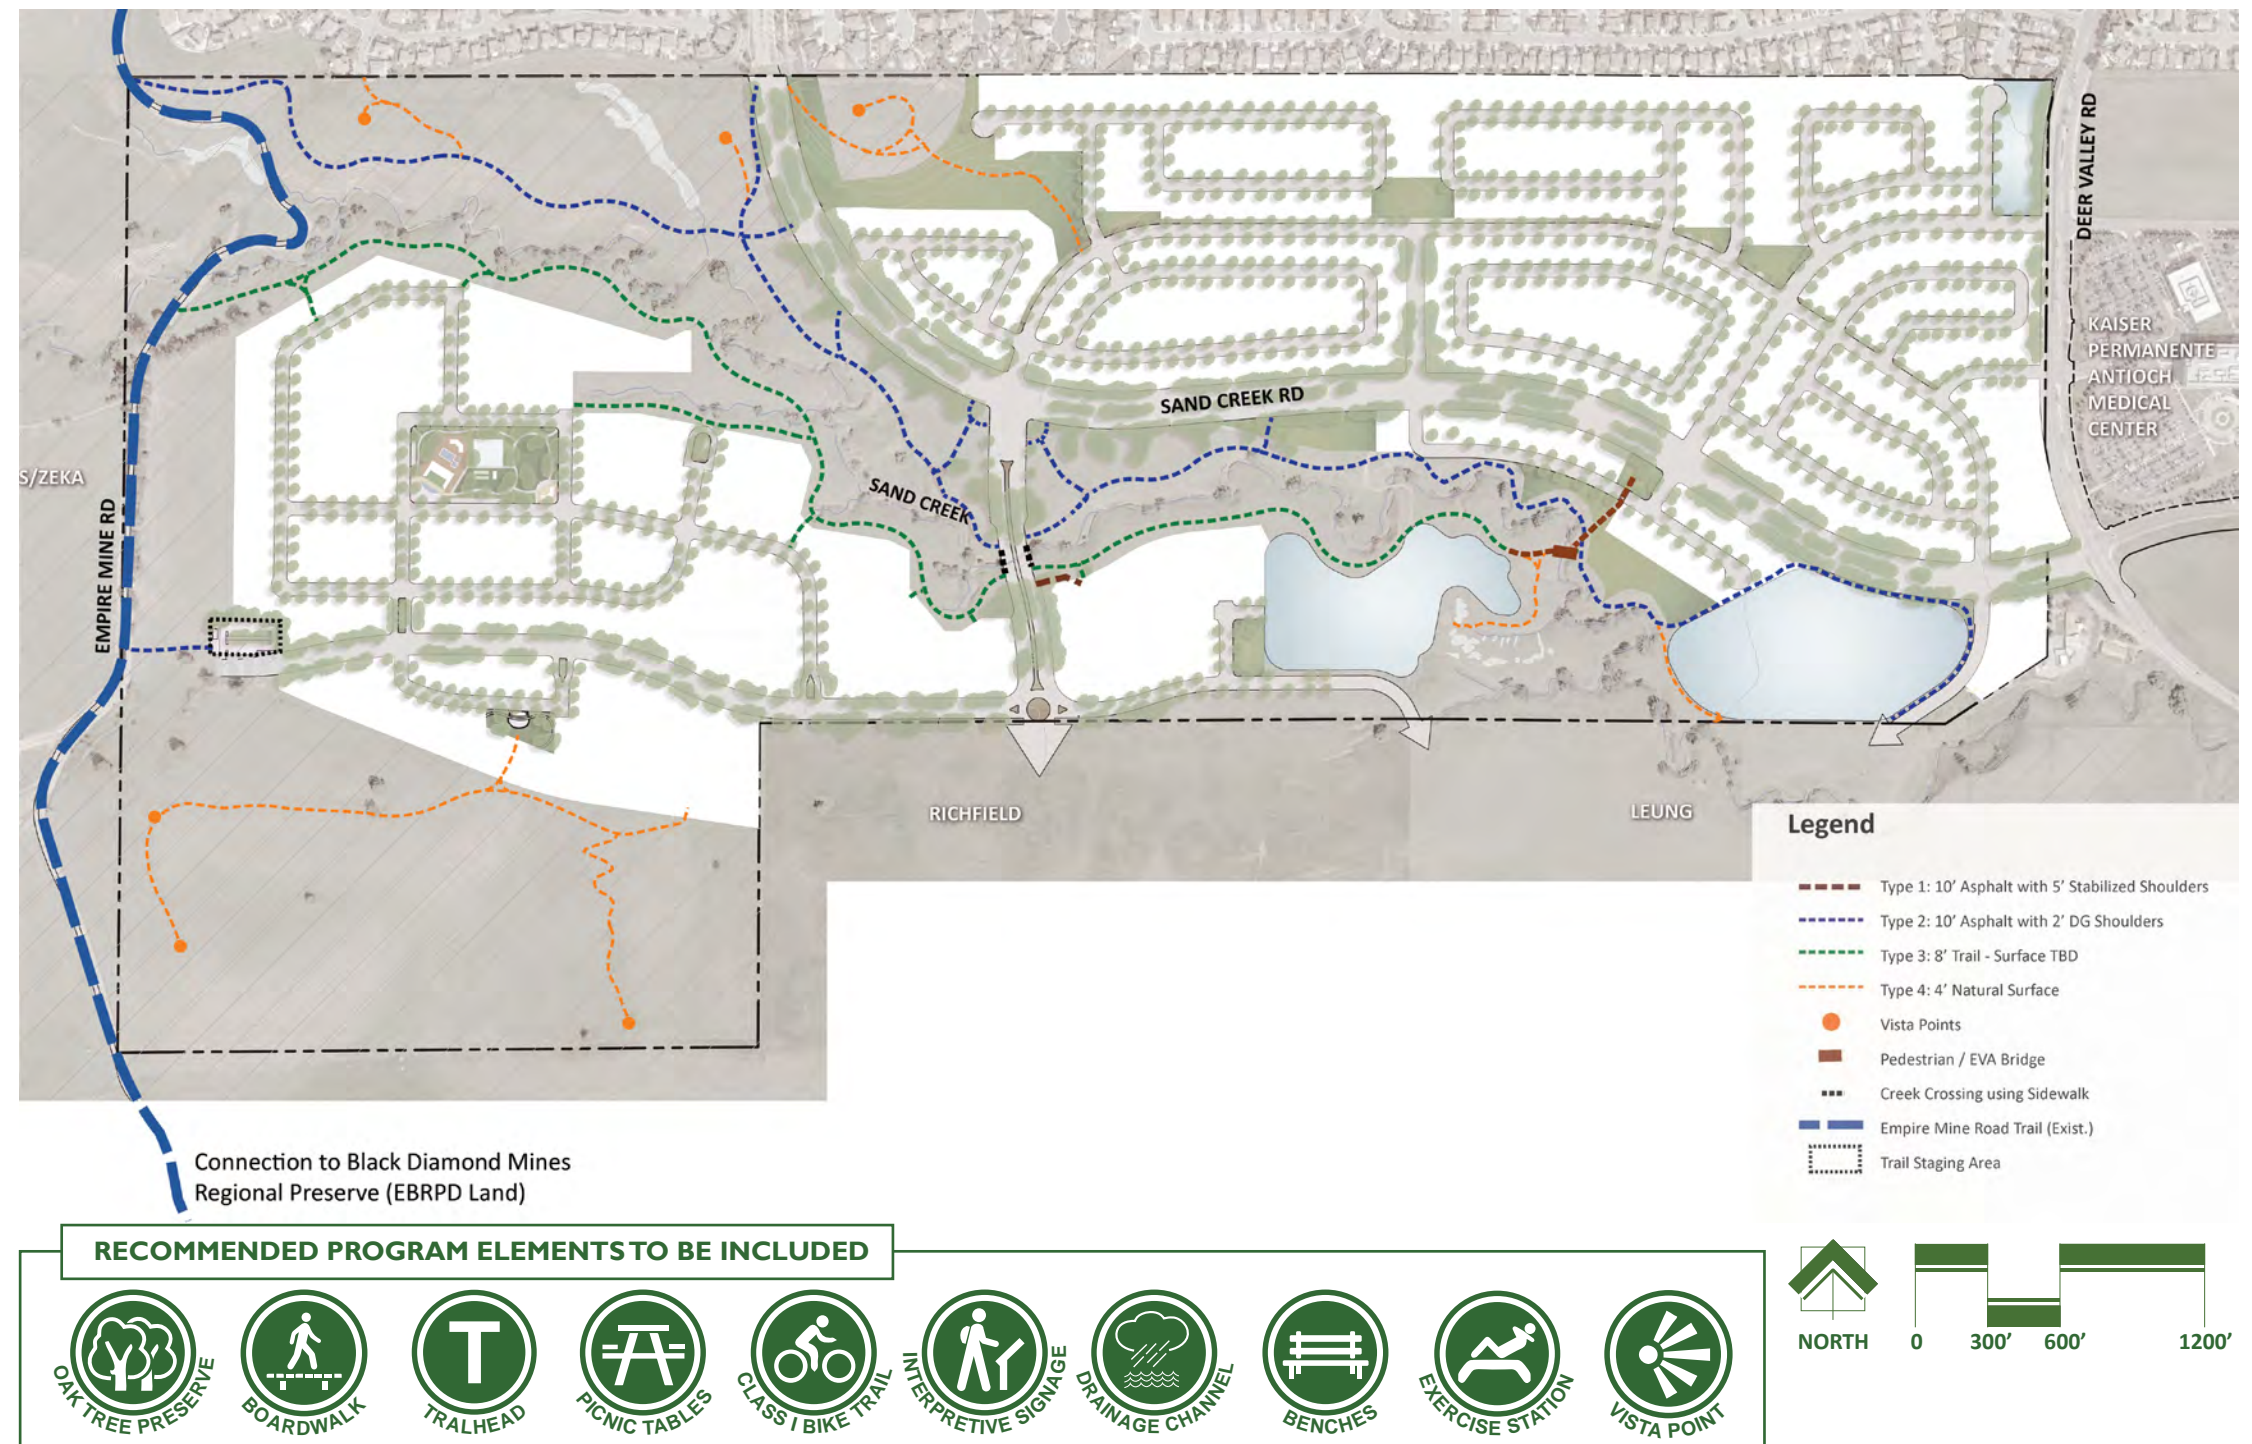 DEER VALLEY RD
KAISER
PERMANENTE
ANTIOCH
MEDICAL
CENTER
SAND CREEK RD
SAND CREEK
S/ZEKA
EMPIRE MINE RD
RICHFIELD
LEUNG
Legend
Type 1: 10’ Asphalt with 5’ Stabilized Shoulders
Type 2: 10’ Asphalt with 2’ DG Shoulders
Type 3: 8’ Trail - Surface TBD
Type 4: 4’ Natural Surface
Vista Points
Pedestrian / EVA Bridge
Creek Crossing using Sidewalk
Empire Mine Road Trail (Exist.)
Trail Staging Area
Connection to Black Diamond Mines
Regional Preserve (EBRPD Land)
RECOMMENDED PROGRAM ELEMENTS TO BE INCLUDED
OAK TREE PRESERVE
BOARDWALK
T
TRALHEAD
PICNIC TABLES
CLASS I BIKE TRAIL
INTERPRETIVE SIGNAGE
DRAINAGE CHANNEL
BENCHES
EXERCISE STATION
VISTA POINT
NORTH
0 300’ 600’ 1200’